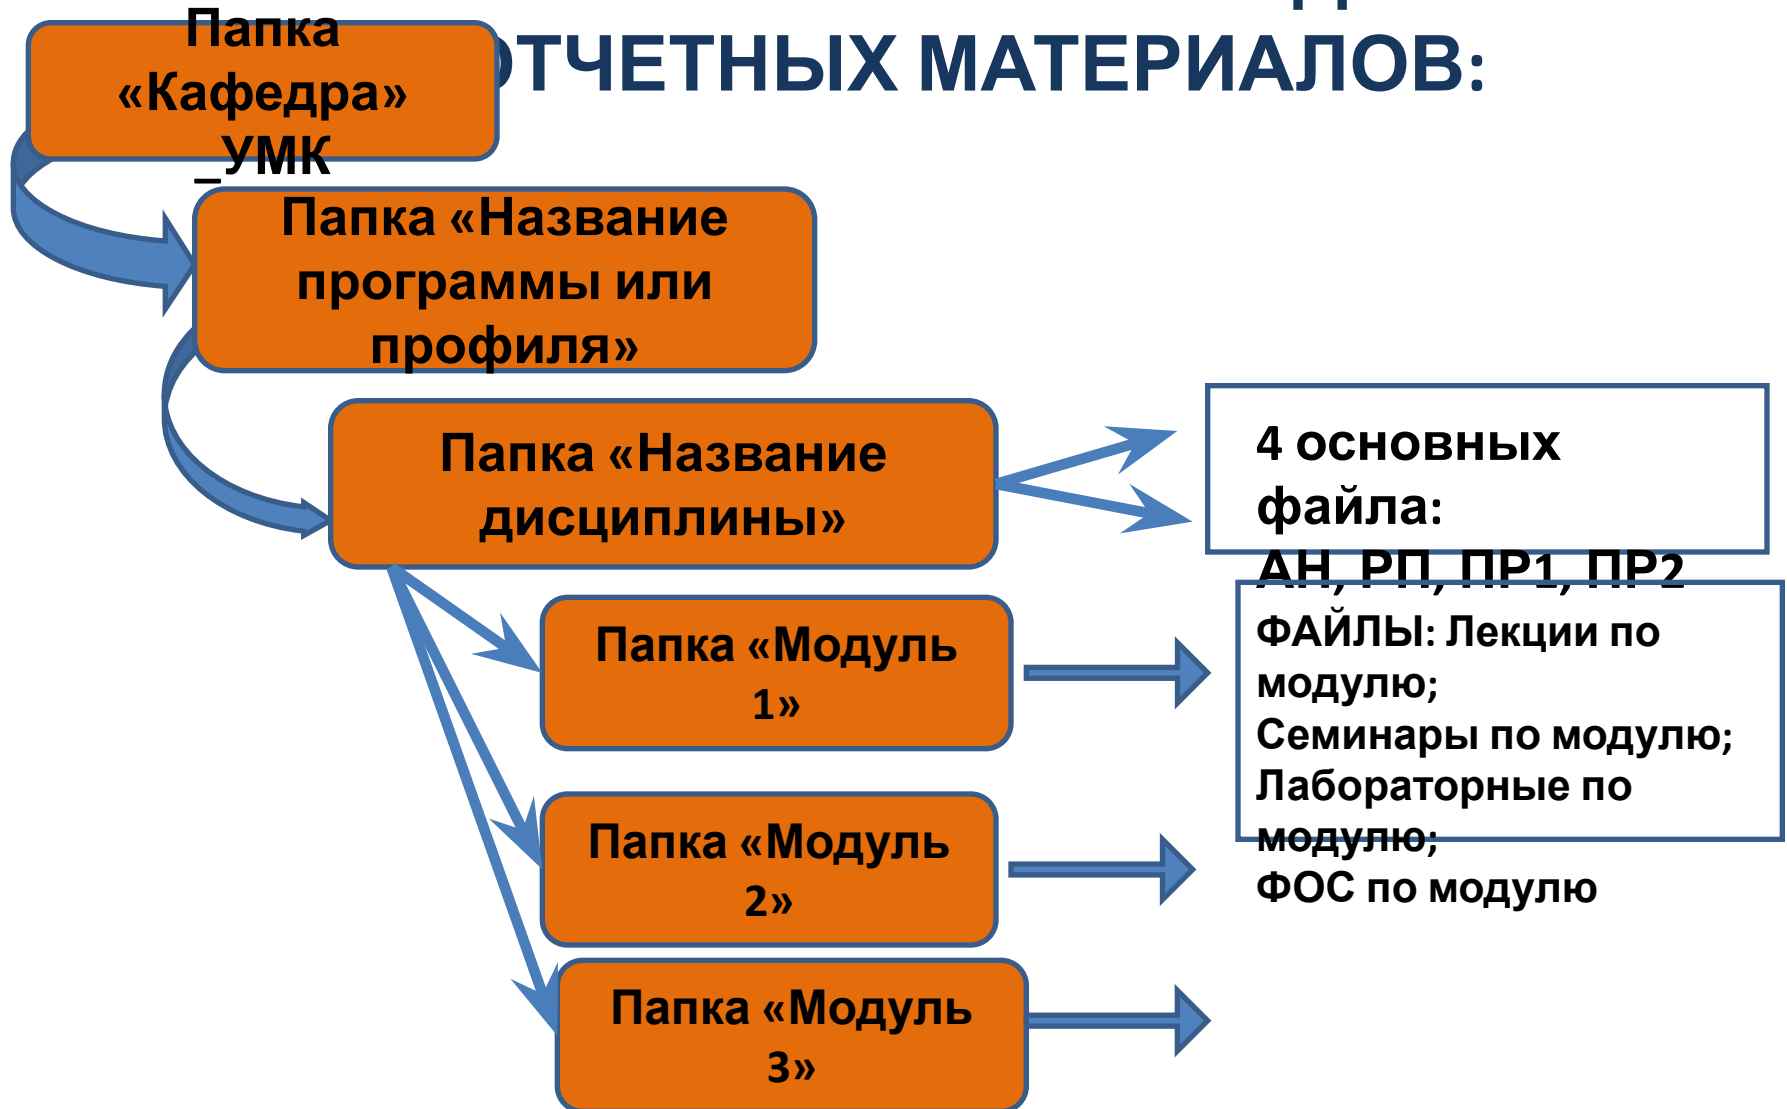 ОТЧЕТНЫХ МАТЕРИАЛОВ:
Папка
«Кафедра»
_УМК
Папка «Название
программы или
профиля»
Папка «Название
дисциплины»
4 основных
файла:
АН, РП, ПР1, ПР2
Папка «Модуль
1»
ФАЙЛЫ: Лекции по
модулю;
Семинары по модулю;
Лабораторные по
модулю;
ФОС по модулю
Папка «Модуль
2»
Папка «Модуль
3»